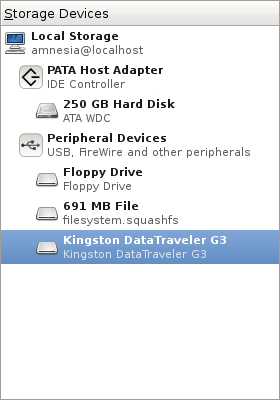 Storage Devices
Local Storage
amnesia@localhost
PATA Host Adapter
IDE Controller
250 GB Hard Disk
ATA WDC
Peripheral Devices
USB, FireWire and other peripherals
Floppy Drive
Floppy Drive
691 MB File
filesystem.squashfs
Kingston DataTraveler G3
Kingston DataTraveler G3